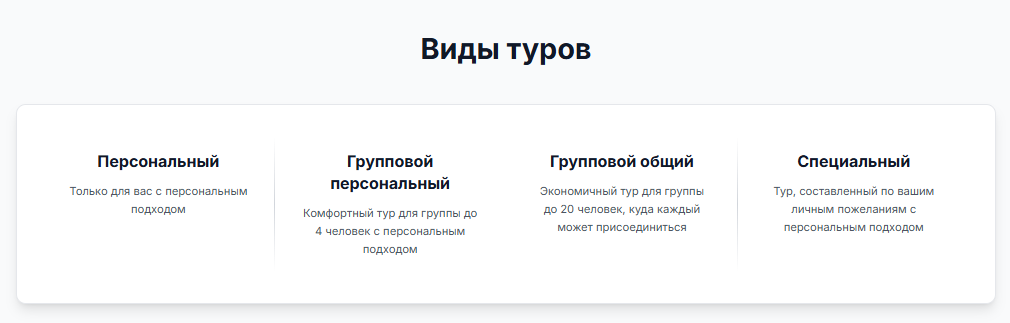 Виды туров
Персональный
Только для вас с персональным
подходом
Групповой
персональный
Комфортный тур для группы до
4 человек с персональным
подходом
Групповой общий
Экономичный тур для группы
до 20 человек, куда каждый
может присоединиться
Специальный
Тур, составленный по вашим
личным пожеланиям с
персональным подходом